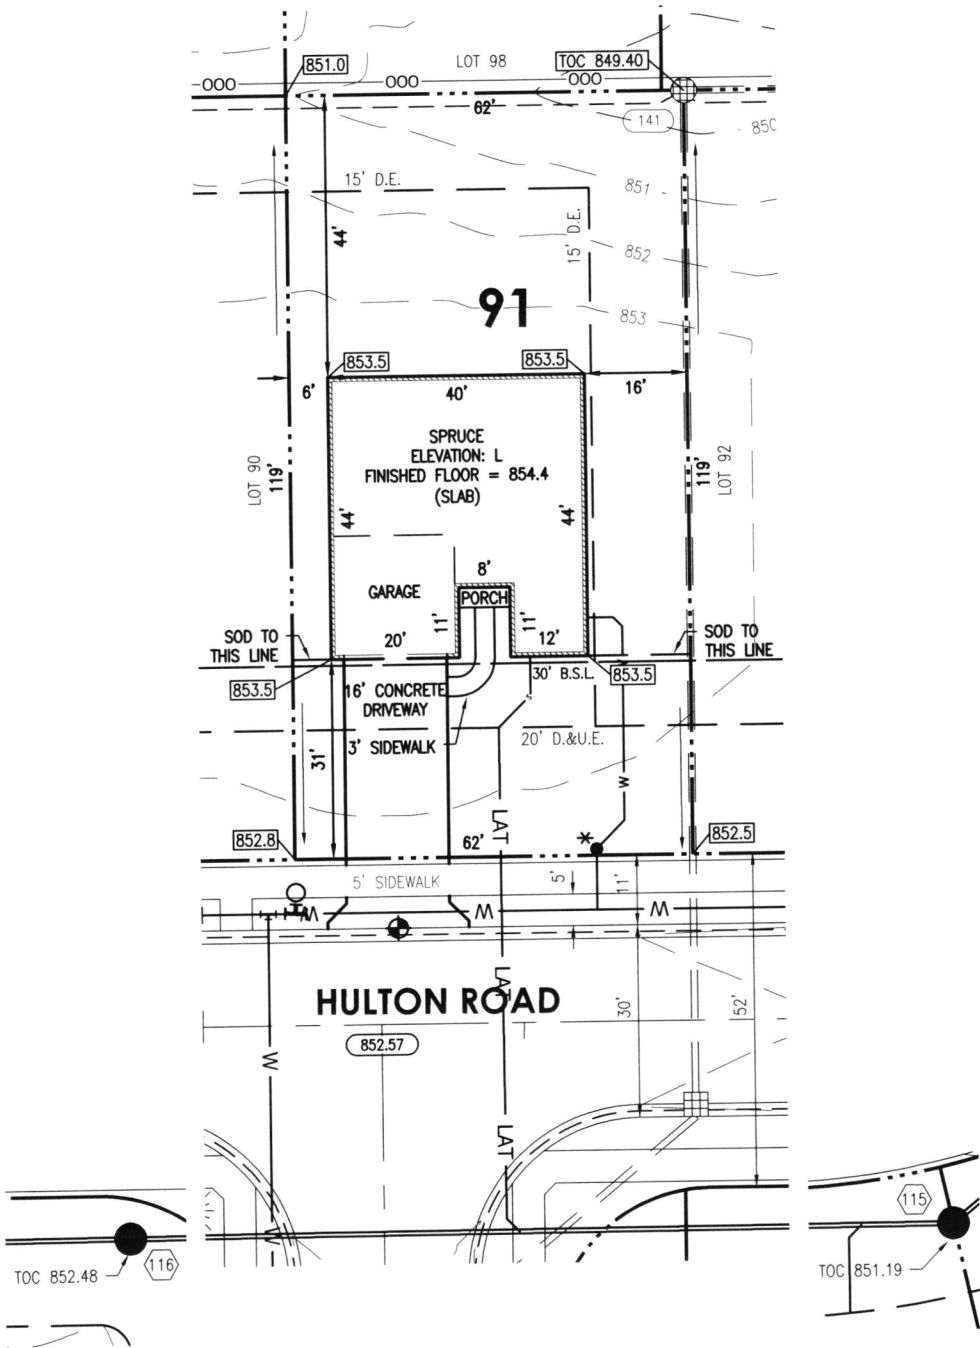 LOT 98
851.0
TOC 849.40
OOO
OOO
OOO
62'
141
850
15' D.E.
851
44'
15' D.E.
852
91
853
853.5
853.5
6'
40'
16'
SPRUCE
ELEVATION: L
FINISHED FLOOR = 854.4
(SLAB)
LOT 90
119'
119'
LOT 92
44'
44'
8'
GARAGE
PORCH
11'
11'
20'
12'
SOD TO
THIS LINE
SOD TO
THIS LINE
853.5
30' B.S.L.
853.5
16' CONCRETE
DRIVEWAY
S
3' SIDEWALK
20' D.&U.E.
31'
W
LAT
852.8
62'
852.5
5' SIDEWALK
5'
11'
W
W
W
LAT
HULTON ROAD
30'
52'
852.57
W
LAT
W
115
TOC 852.48
116
TOC 851.19